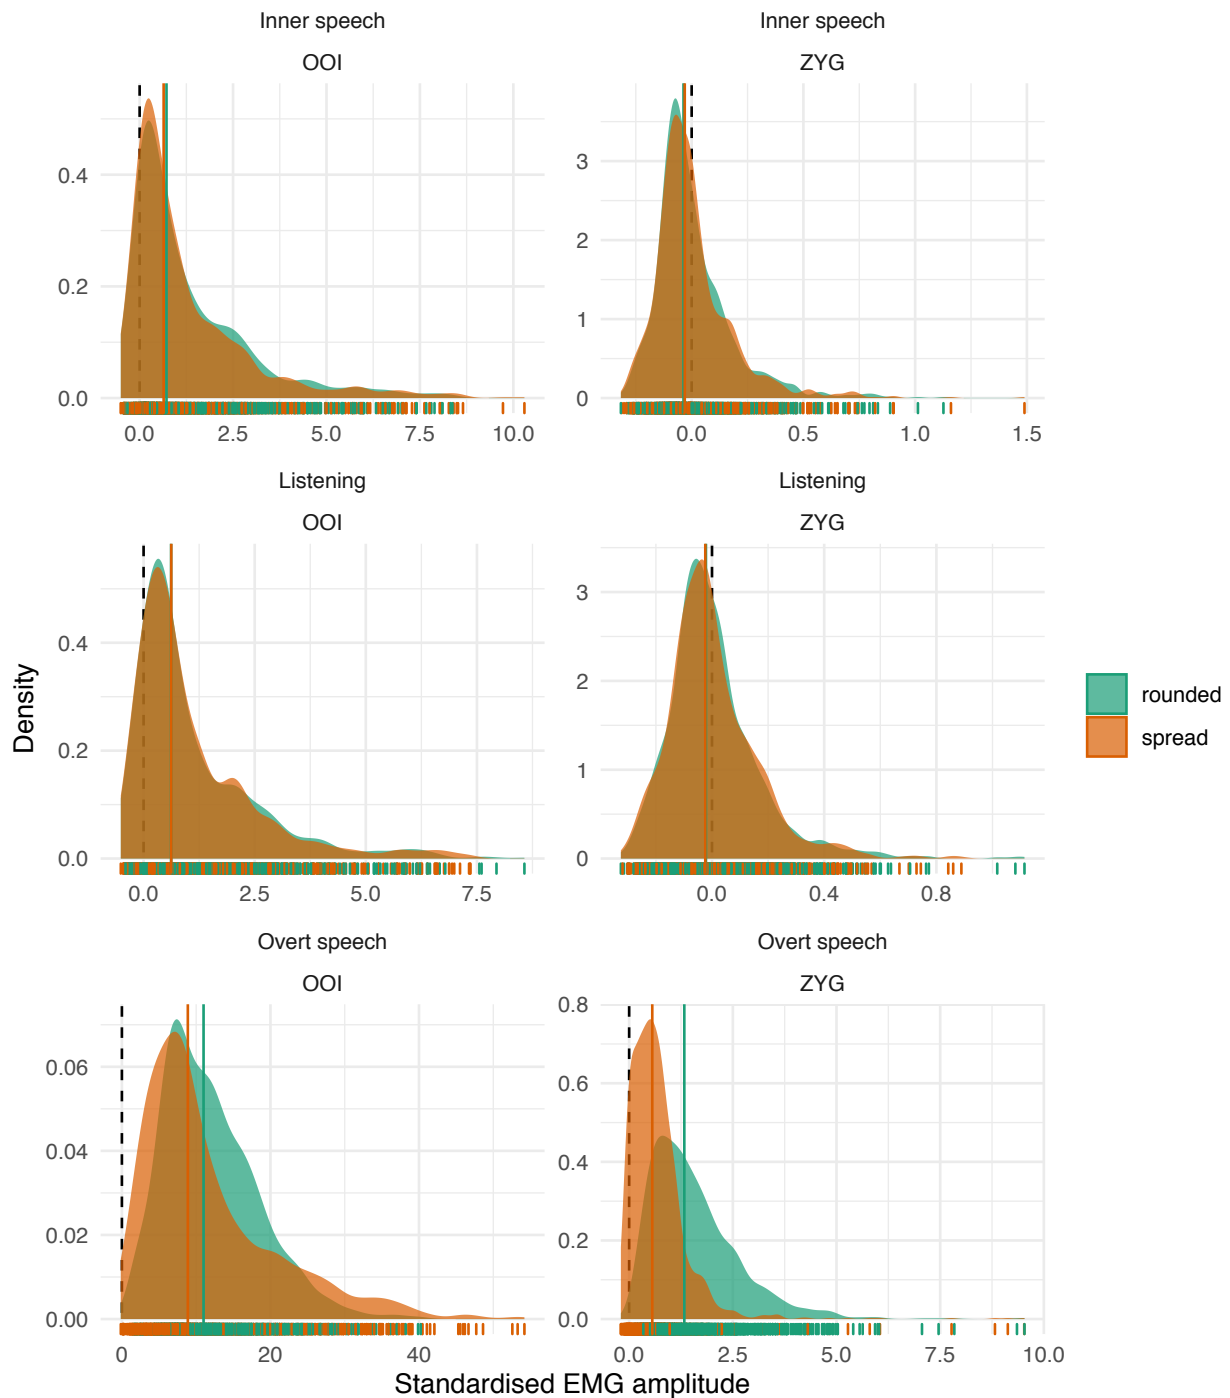 Inner speech
Inner speech
OOI
ZYG
0.4
0.2
0.0
3
2
1
0
0.0 2.5 5.0 7.5 10.0
0.0 0.5 1.0 1.5
Listening
Listening
OOI
ZYG
0.4
0.2
0.0
3
2
1
0
0.0 2.5 5.0 7.5
0.0 0.4 0.8
Density
rounded
spread
Overt speech
Overt speech
OOI
ZYG
0.06
0.04
0.02
0.00
0.8
0.6
0.4
0.2
0.0
0 20 40
0.0 2.5 5.0 7.5 10.0
Standardised EMG amplitude